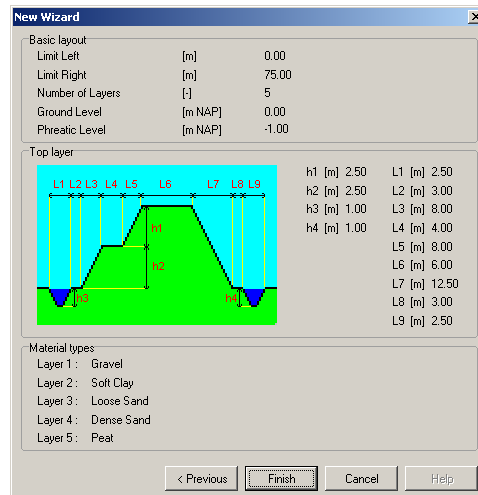 New Wizard
Basic layout
Limit Left [m] 0.00
Limit Right [m] 75.00
Number of Layers [-] 5
Ground Level [m NAP] 0.00
Phreatic Level [m NAP] -1.00
Top layer
L1 L2 L3 L4 L5 L6 L7 L8 L9
h1
h2
h3 h4
h1 [m] 2.50 L1 [m] 2.50
h2 [m] 2.50 L2 [m] 3.00
h3 [m] 1.00 L3 [m] 8.00
h4 [m] 1.00 L4 [m] 4.00
L5 [m] 8.00
L6 [m] 6.00
L7 [m] 12.50
L8 [m] 3.00
L9 [m] 2.50
Material types
Layer 1 : Gravel
Layer 2 : Soft Clay
Layer 3 : Loose Sand
Layer 4 : Dense Sand
Layer 5 : Peat
< Previous Finish Cancel Help